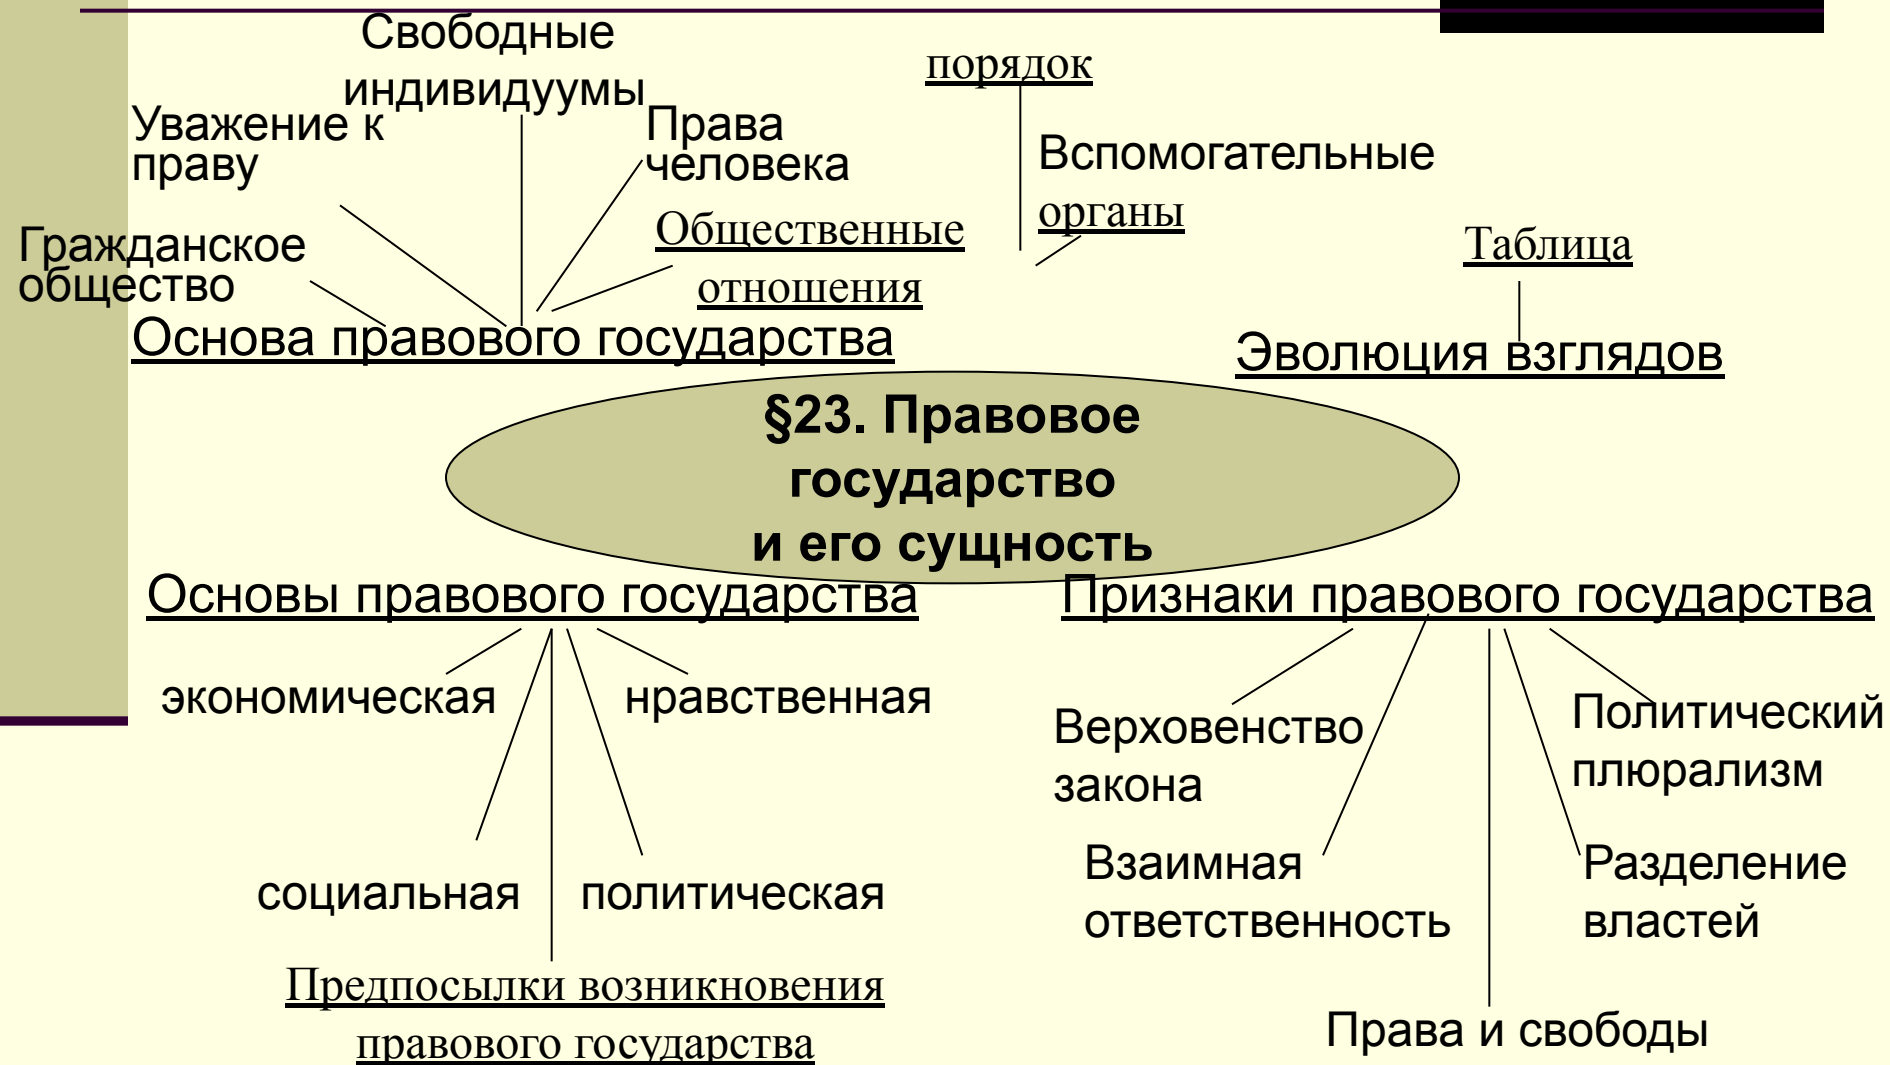 Свободные
индивидуумы
порядок
Уважение к
праву
Права
человека
Вспомогательные
органы
Общественные
отношения
Гражданское
общество
Таблица
Основа правового государства
Эволюция взглядов
§23. Правовое
государство
и его сущность
Основы правового государства
экономическая
нравственная
социальная
политическая
Предпосылки возникновения
правового государства
Признаки правового государства
Верховенство
закона
Политический
плюрализм
Взаимная
ответственность
Разделение
властей
Права и свободы